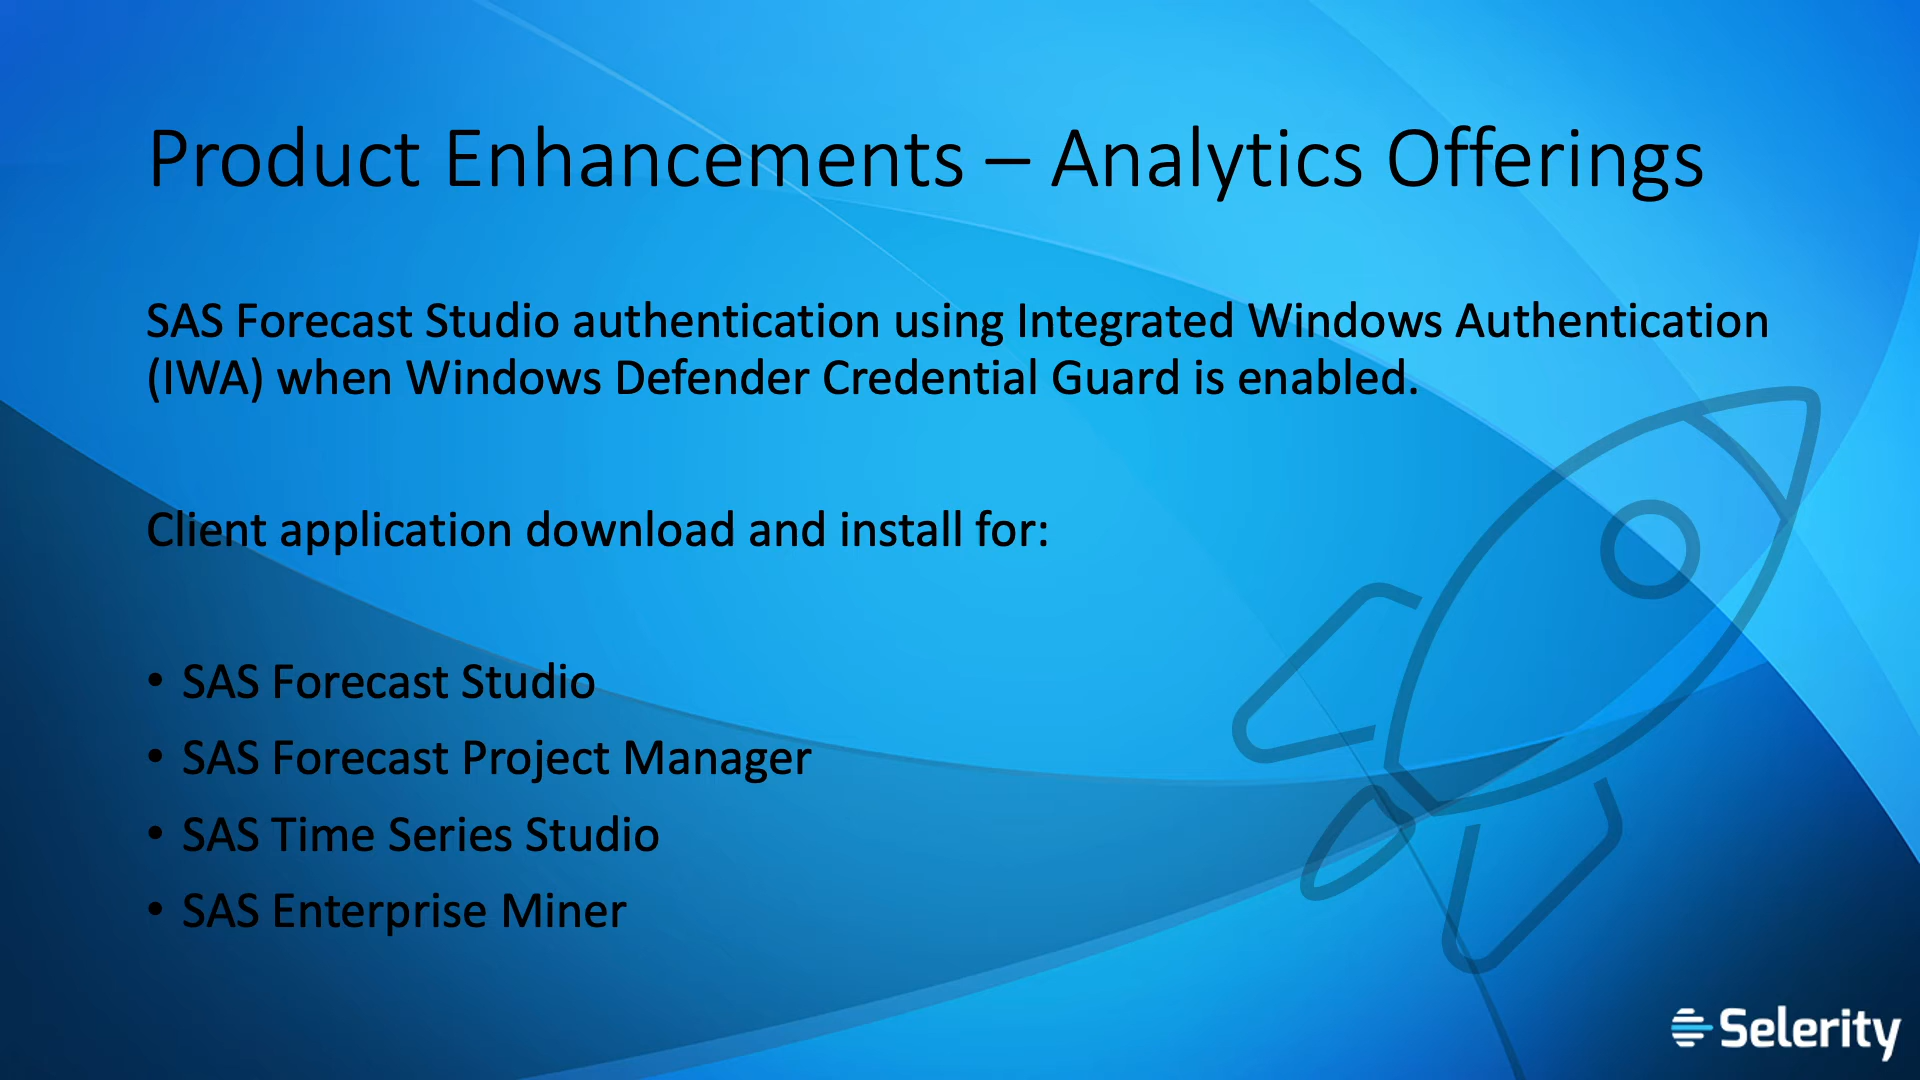 Product Enhancements – Analytics Offerings
SAS Forecast Studio authentication using Integrated Windows Authentication
(IWA) when Windows Defender Credential Guard is enabled.
Client application download and install for:
• SAS Forecast Studio
• SAS Forecast Project Manager
• SAS Time Series Studio
• SAS Enterprise Miner
Selerity